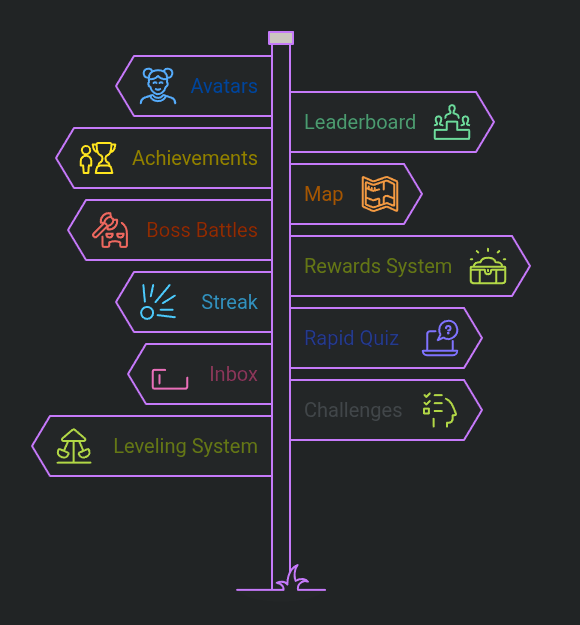 Avatars
Leaderboard
Achievements
Map
Boss Battles
Rewards System
Streak
Rapid Quiz
Inbox
Challenges
Leveling System